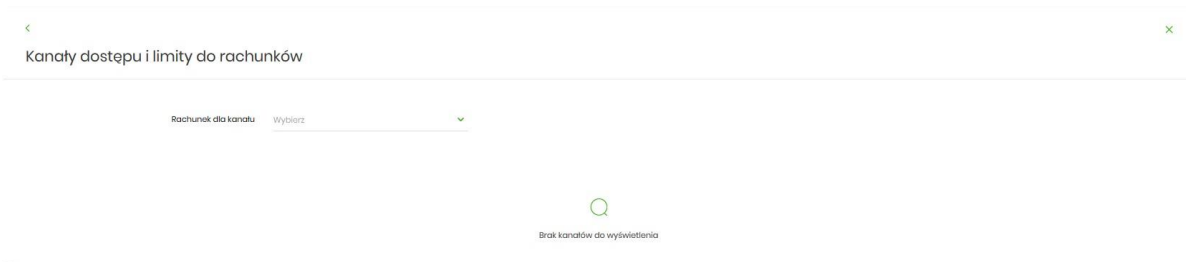 Kanały dostępu i limity do rachunków
Rachunek dla kanału Wybierz
Brak kanałów do wyświetlenia